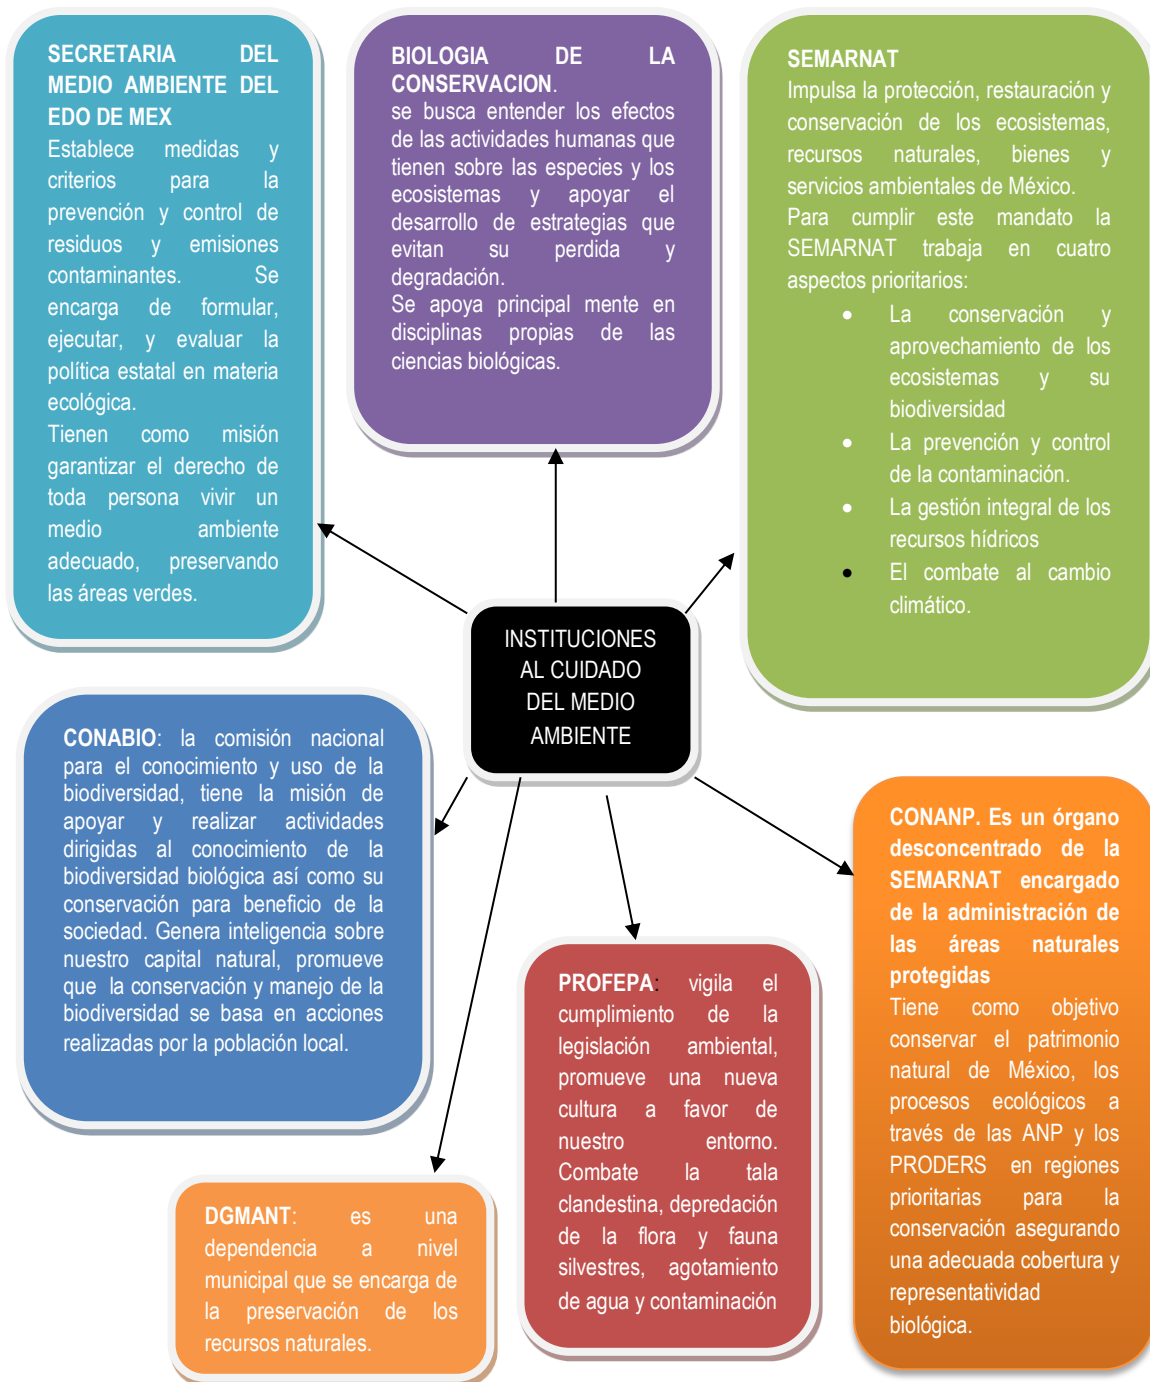 SECRETARIA DEL
MEDIO AMBIENTE DEL
EDO DE MEX
Establece medidas y
criterios para la
prevención y control de
residuos y emisiones
contaminantes. Se
encarga de formular,
ejecutar, y evaluar la
política estatal en materia
ecológica.
Tienen como misión
garantizar el derecho de
toda persona vivir un
medio ambiente
adecuado, preservando
las áreas verdes.
BIOLOGIA DE LA
CONSERVACION.
se busca entender los efectos
de las actividades humanas que
tienen sobre las especies y los
ecosistemas y apoyar el
desarrollo de estrategias que
evitan su perdida y
degradación.
Se apoya principal mente en
disciplinas propias de las
ciencias biológicas.
SEMARNAT
Impulsa la protección, restauración y
conservación de los ecosistemas,
recursos naturales, bienes y
servicios ambientales de México.
Para cumplir este mandato la
SEMARNAT trabaja en cuatro
aspectos prioritarios:
• La conservación y
aprovechamiento de los
ecosistemas y su
biodiversidad
• La prevención y control
de la contaminación.
• La gestión integral de los
recursos hídricos
• El combate al cambio
climático.
INSTITUCIONES
AL CUIDADO
DEL MEDIO
AMBIENTE
CONABIO: la comisión nacional
para el conocimiento y uso de la
biodiversidad, tiene la misión de
apoyar y realizar actividades
dirigidas al conocimiento de la
biodiversidad biológica así como su
conservación para beneficio de la
sociedad. Genera inteligencia sobre
nuestro capital natural, promueve
que la conservación y manejo de la
biodiversidad se basa en acciones
realizadas por la población local.
CONANP. Es un órgano
desconcentrado de la
SEMARNAT encargado
de la administración de
las áreas naturales
protegidas
Tiene como objetivo
conservar el patrimonio
natural de México, los
procesos ecológicos a
través de las ANP y los
PRODERS en regiones
prioritarias para la
conservación asegurando
una adecuada cobertura y
representatividad
biológica.
PROFEPA: vigila el
cumplimiento de la
legislación ambiental,
promueve una nueva
cultura a favor de
nuestro entorno.
Combate la tala
clandestina, depredación
de la flora y fauna
silvestres, agotamiento
de agua y contaminación
DGMANT: es una
dependencia a nivel
municipal que se encarga de
la preservación de los
recursos naturales.